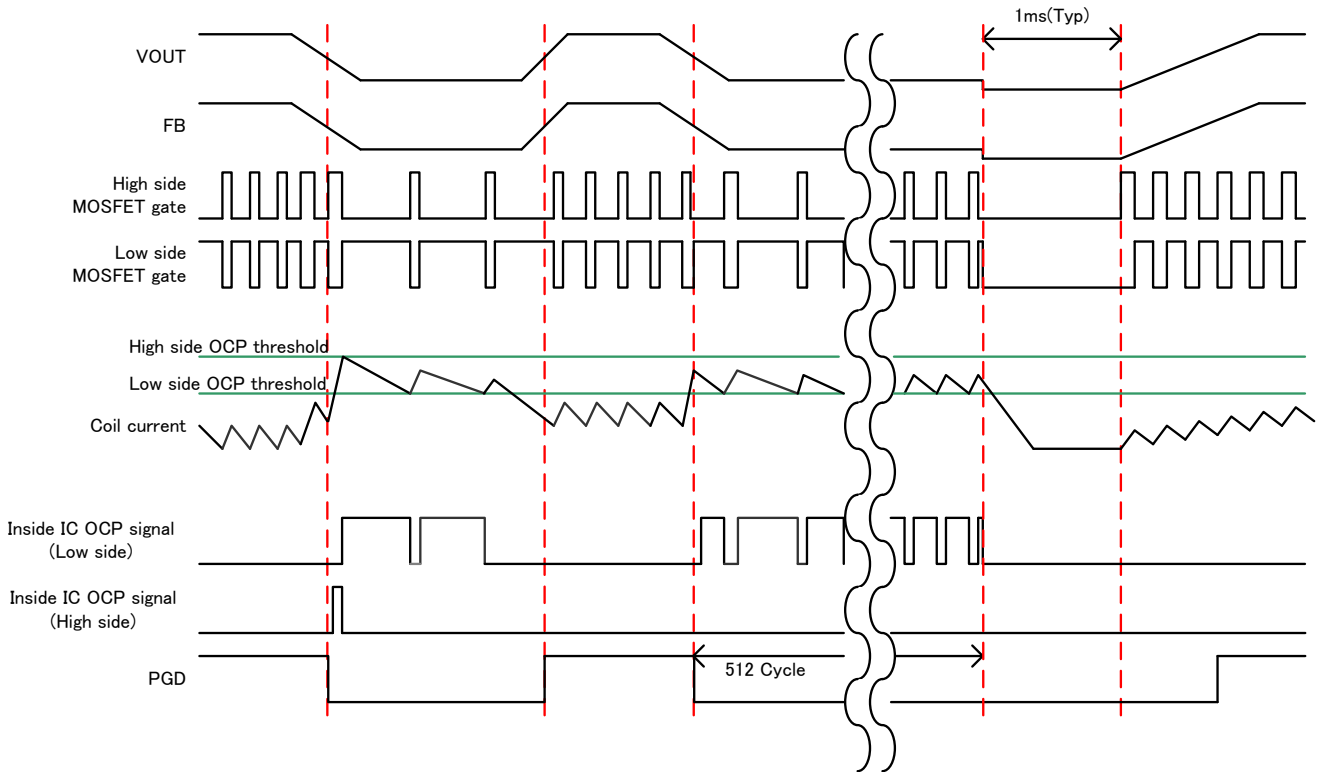 1ms(Typ)
VOUT
FB
High side
MOSFET gate
Low side
MOSFET gate
High side OCP threshold
Low side OCP threshold
Coil current
Inside IC OCP signal
(Low side)
Inside IC OCP signal
(High side)
512 Cycle
PGD